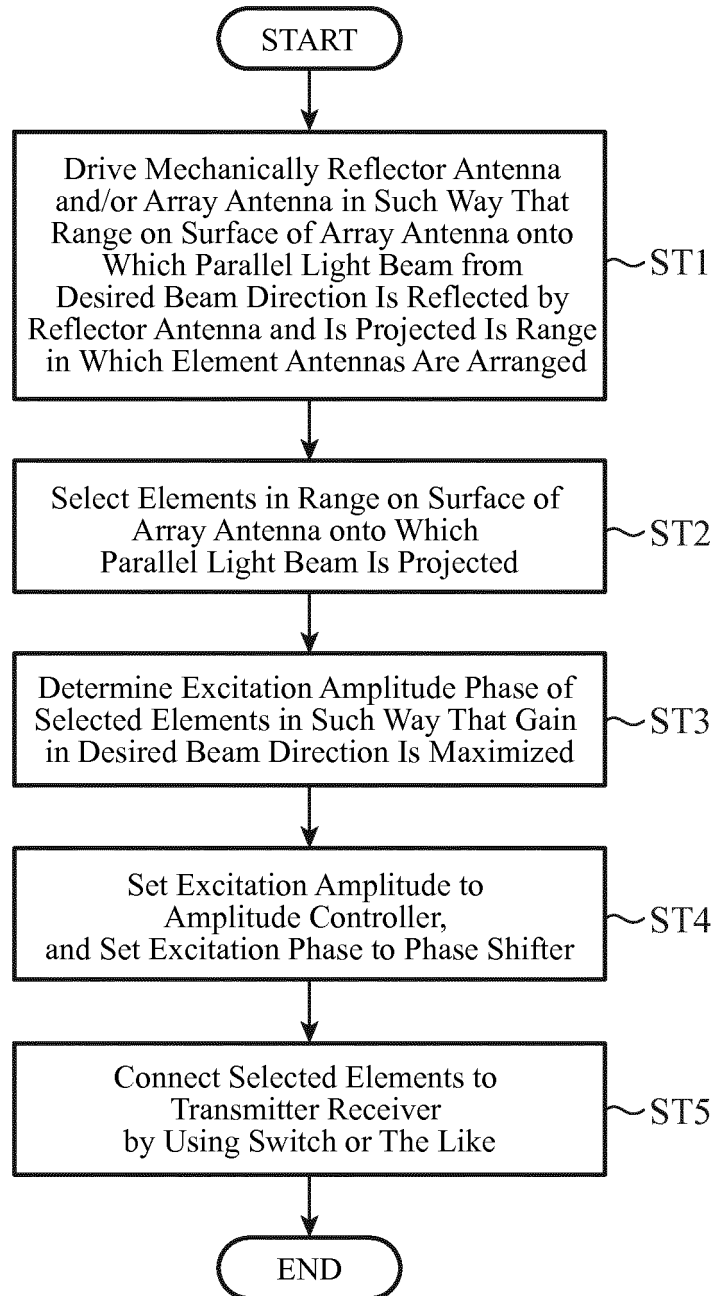 START
Drive Mechanically Reflector Antenna
and/or Array Antenna in Such Way That
Range on Surface of Array Antenna onto
Which Parallel Light Beam from
Desired Beam Direction Is Reflected by
Reflector Antenna and Is Projected Is Range
in Which Element Antennas Are Arranged
ST1
Select Elements in Range on Surface of
Array Antenna onto Which
Parallel Light Beam Is Projected
ST2
Determine Excitation Amplitude Phase of
Selected Elements in Such Way That Gain
in Desired Beam Direction Is Maximized
ST3
Set Excitation Amplitude to
Amplitude Controller,
and Set Excitation Phase to Phase Shifter
ST4
Connect Selected Elements to
Transmitter Receiver
by Using Switch or The Like
ST5
END